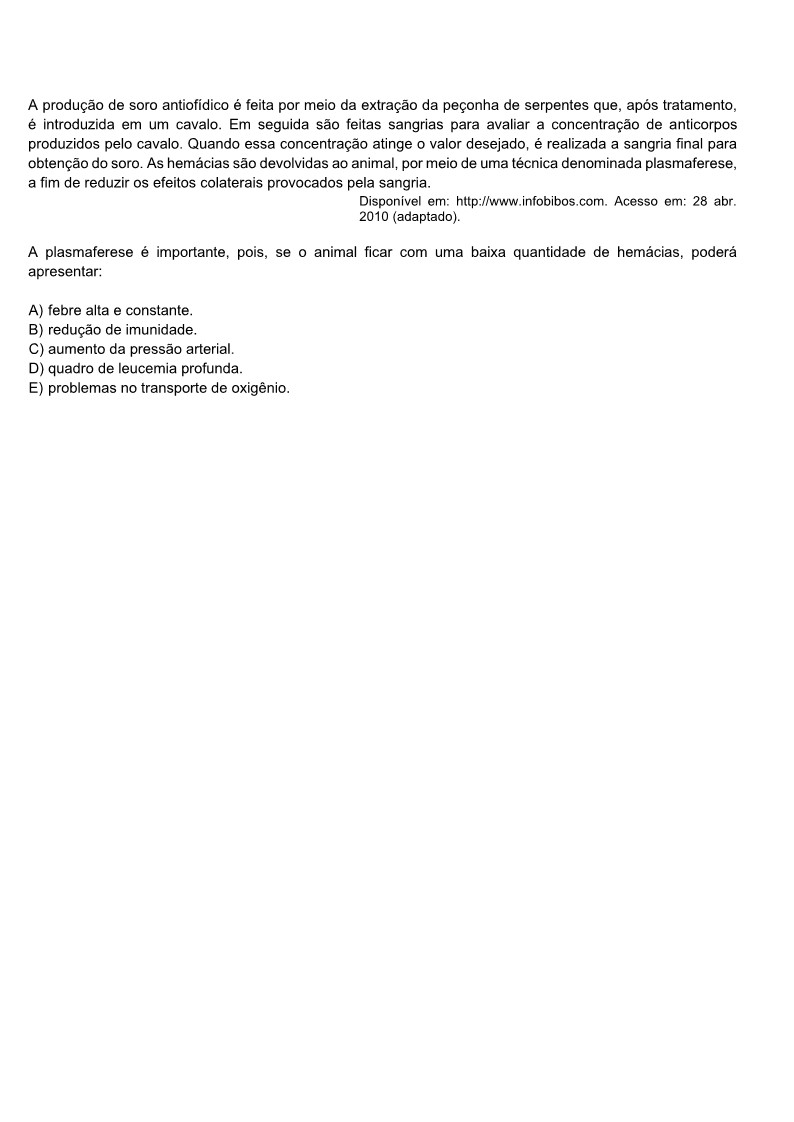 A produção de soro antiofídico é feita por meio da extração da peçonha de serpentes que, após tratamento,
é introduzida em um cavalo. Em seguida são feitas sangrias para avaliar a concentração de anticorpos
produzidos pelo cavalo. Quando essa concentração atinge o valor desejado, é realizada a sangria final para
obtenção do soro. As hemácias são devolvidas ao animal, por meio de uma técnica denominada plasmaferese,
a fim de reduzir os efeitos colaterais provocados pela sangria.
Disponível em: http://www.infobibos.com. Acesso em: 28 abr.
2010 (adaptado).
A plasmaferese é importante, pois, se o animal ficar com uma baixa quantidade de hemácias, poderá
apresentar:
A) febre alta e constante.
B) redução de imunidade.
C) aumento da pressão arterial.
D) quadro de leucemia profunda.
E) problemas no transporte de oxigênio.